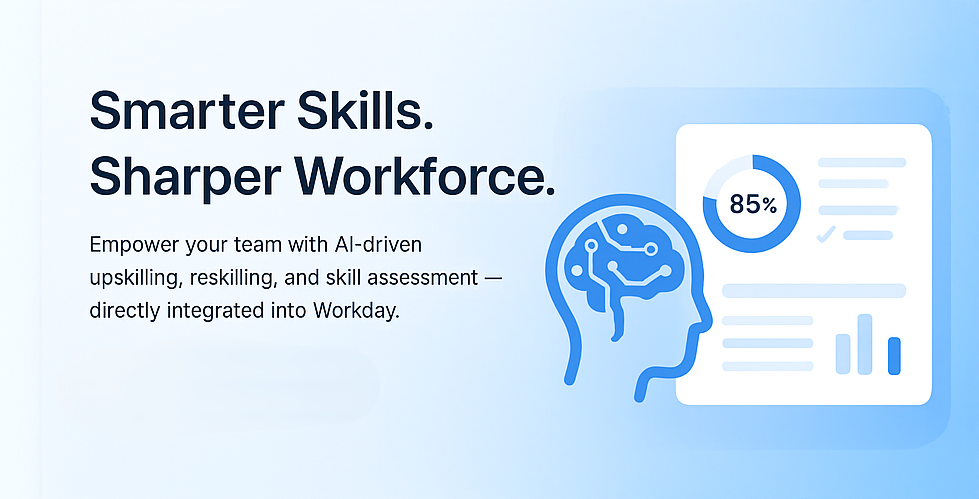 Smarter Skills.
Sharper Workforce.
Empower your team with AI-driven
upskilling, reskilling, and skill assessment —
directly integrated into Workday.
85%